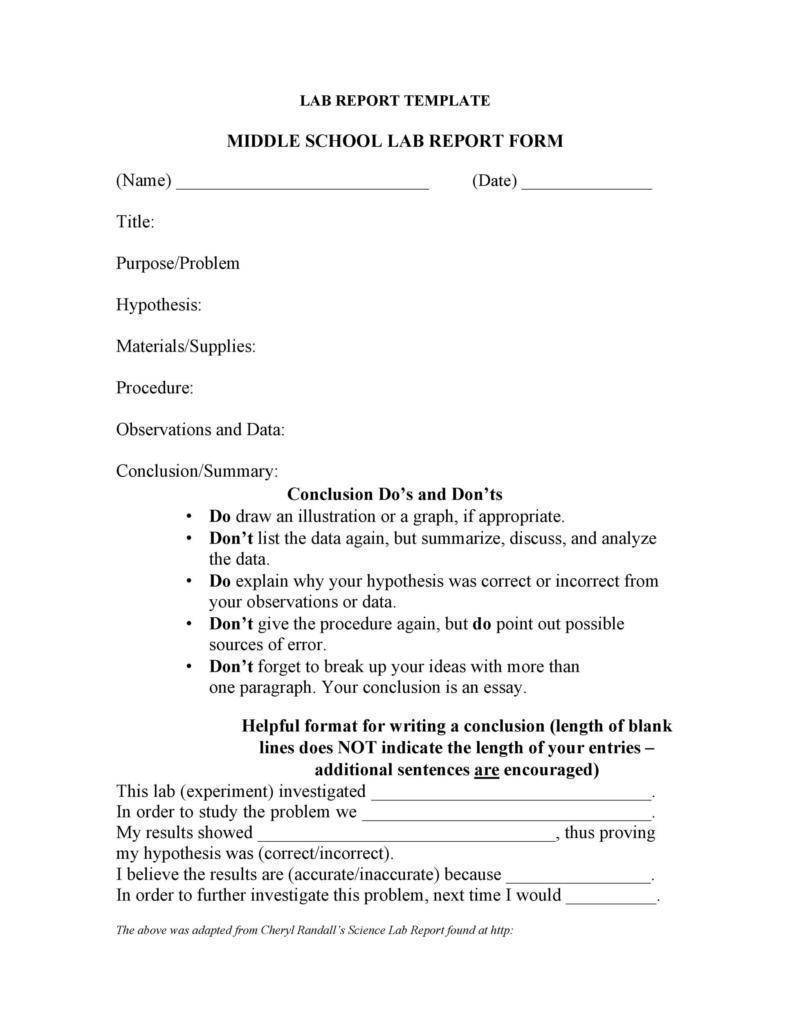 LAB REPORT TEMPLATE
MIDDLE SCHOOL LAB REPORT FORM
(Name) ____________________________ (Date) ______________
Title:
Purpose/Problem
Hypothesis:
Materials/Supplies:
Procedure:
Observations and Data:
Conclusion/Summary:
Conclusion Do’s and Don’ts
• Do draw an illustration or a graph, if appropriate.
• Don’t list the data again, but summarize, discuss, and analyze
the data.
• Do explain why your hypothesis was correct or incorrect from
your observations or data.
• Don’t give the procedure again, but do point out possible
sources of error.
• Don’t forget to break up your ideas with more than
one paragraph. Your conclusion is an essay.
Helpful format for writing a conclusion (length of blank
lines does NOT indicate the length of your entries –
additional sentences are encouraged)
This lab (experiment) investigated _______________________________.
In order to study the problem we ________________________________.
My results showed _________________________________, thus proving
my hypothesis was (correct/incorrect).
I believe the results are (accurate/inaccurate) because ________________.
In order to further investigate this problem, next time I would __________.
The above was adapted from Cheryl Randall’s Science Lab Report found at http: